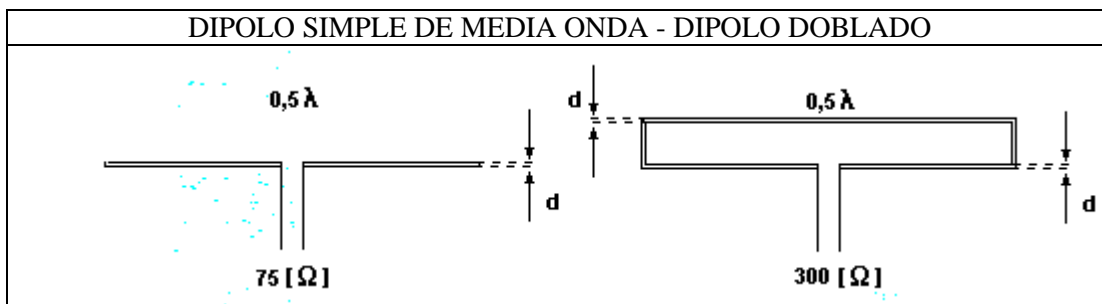 DIPOLO SIMPLE DE MEDIA ONDA - DIPOLO DOBLADO
0,5 λ
d
75 [ Ω ]
d
0,5 λ
d
300 [ Ω ]